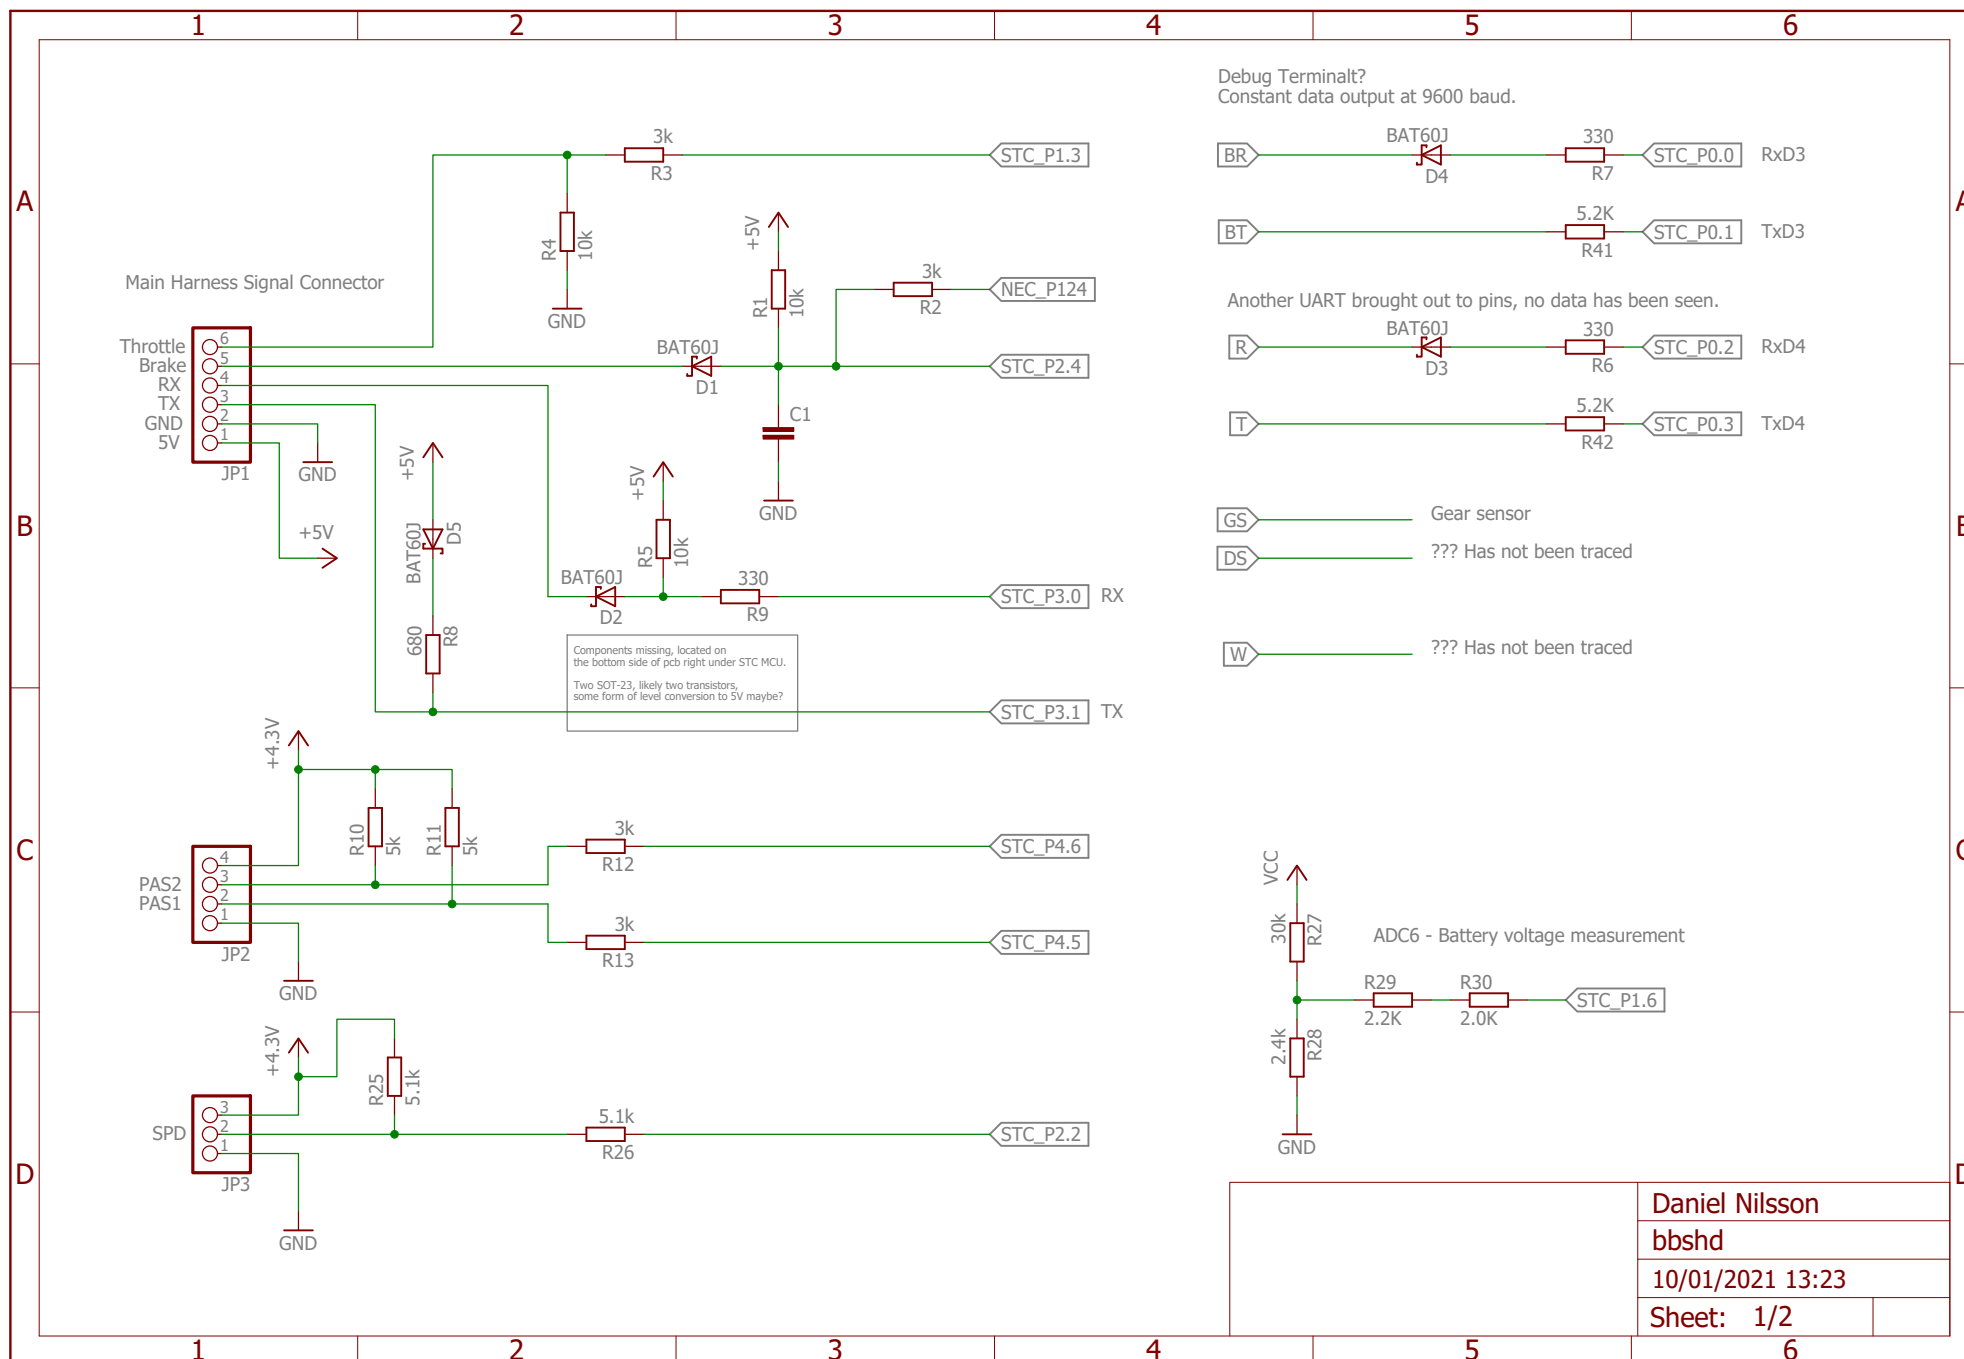 1 2 3 4 5 6
A
B
C
D
Debug Terminalt?
Constant data output at 9600 baud.
3k
R3
STC_P1.3
BR
BAT60J
D4
330
R7
STC_P0.0
RxD3
R4
10k
GND
+5V
R1
10k
3k
R2
NEC_P124
BT
5.2K
R41
STC_P0.1
TxD3
Main Harness Signal Connector
Another UART brought out to pins, no data has been seen.
Throttle 6
Brake 5
RX 4
TX 3
GND 2
5V 1
JP1
GND
+5V
BAT60J
D1
STC_P2.4
R
BAT60J
D3
330
R6
STC_P0.2
RxD4
C1
GND
T
5.2K
R42
STC_P0.3
TxD4
+5V
BAT60J
D5
680
R8
+5V
R5
10k
BAT60J
D2
330
R9
STC_P3.0
RX
GS
Gear sensor
DS
??? Has not been traced
W
??? Has not been traced
Components missing, located on
the bottom side of pcb right under STC MCU.
Two SOT-23, likely two transistors,
some form of level conversion to 5V maybe?
STC_P3.1
TX
+4.3V
R10
5k
R11
5k
4
PAS2 3
PAS1 2
1
JP2
GND
3k
R12
STC_P4.6
3k
R13
STC_P4.5
VCC
30k
R27
ADC6 - Battery voltage measurement
R29
2.2K
R30
2.0K
STC_P1.6
2.4k
R28
GND
+4.3V
R25
5.1k
3
SPD 2
1
JP3
GND
5.1k
R26
STC_P2.2
Daniel Nilsson
bbshd
10/01/2021 13:23
Sheet: 1/2
1 2 3 4 5 6